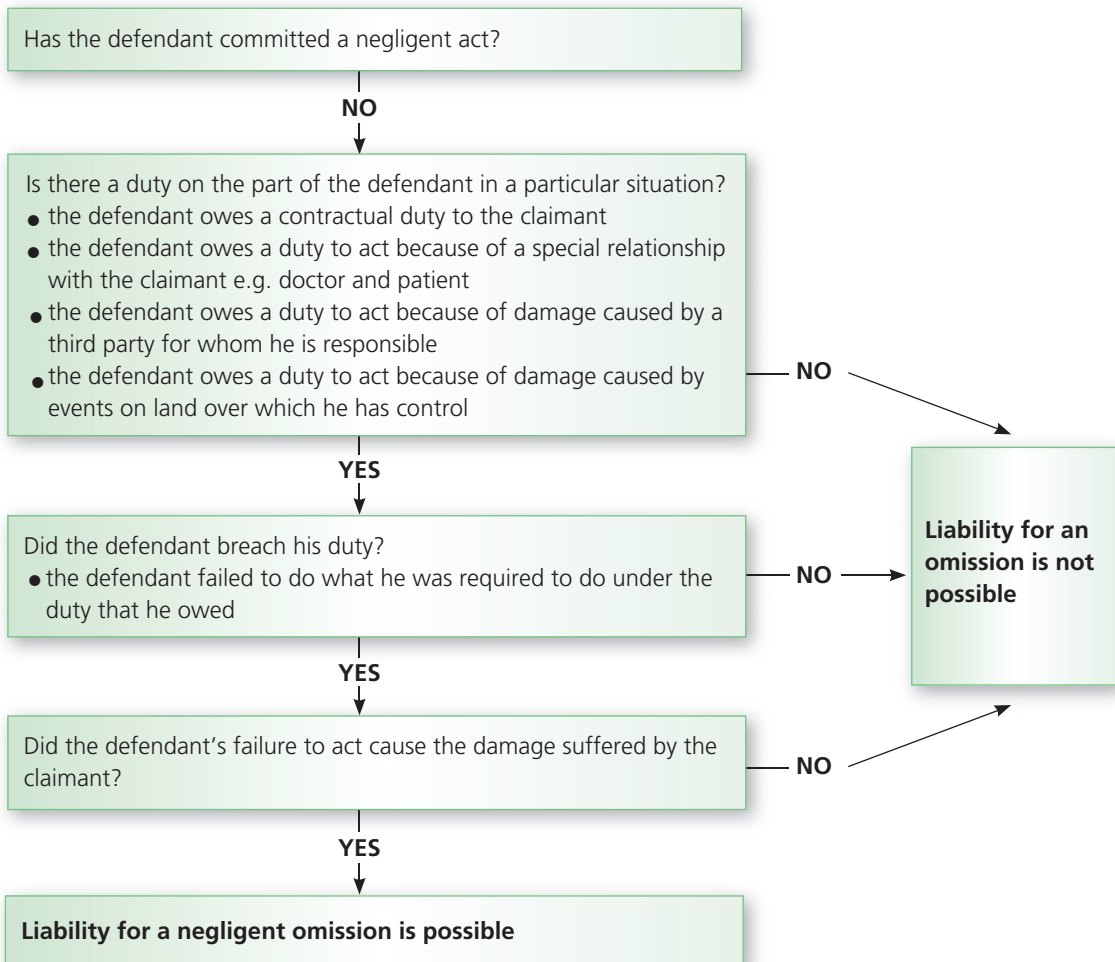 Has the defendant committed a negligent act?
NO
Is there a duty on the part of the defendant in a particular situation?
● the defendant owes a contractual duty to the claimant
● the defendant owes a duty to act because of a special relationship
with the claimant e.g. doctor and patient
● the defendant owes a duty to act because of damage caused by a
third party for whom he is responsible
● the defendant owes a duty to act because of damage caused by
events on land over which he has control
NO
YES
Did the defendant breach his duty?
● the defendant failed to do what he was required to do under the
duty that he owed
NO
Liability for an
omission is not
possible
YES
Did the defendant’s failure to act cause the damage suffered by the
claimant?
NO
YES
Liability for a negligent omission is possible